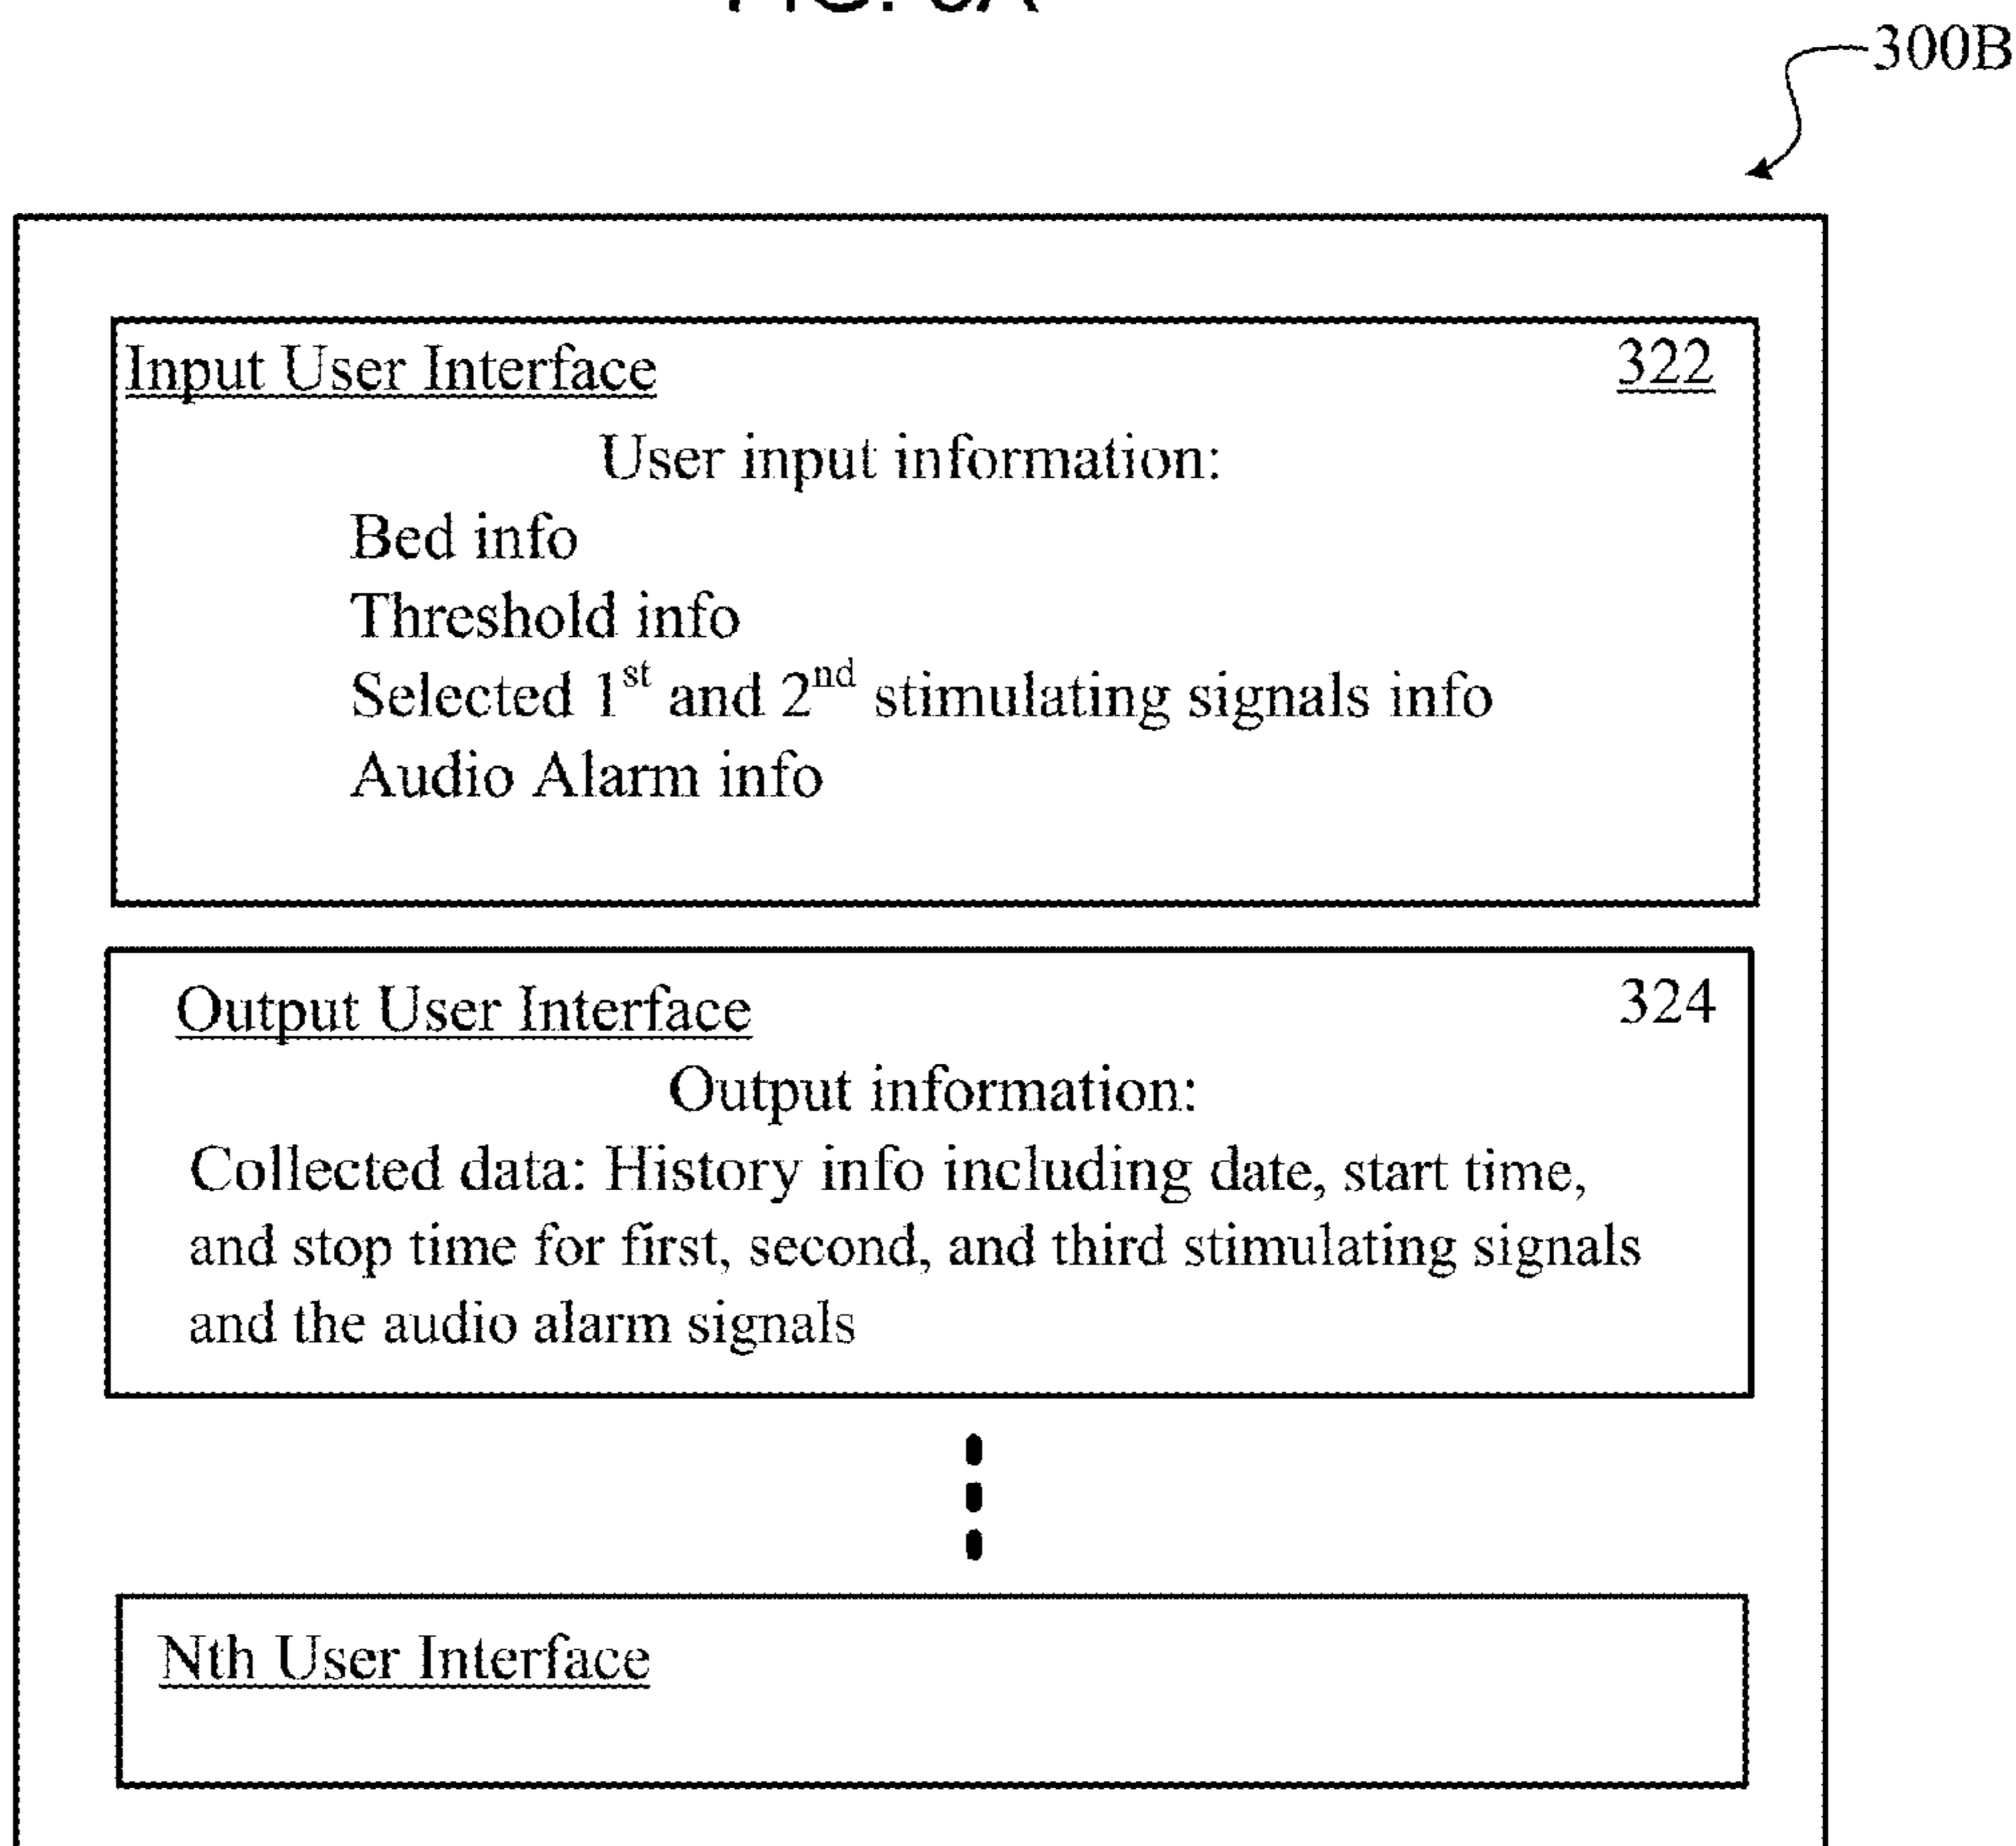 300B
Input User Interface 322
User input information:
Bed info
Threshold info
Selected 1st and 2nd stimulating signals info
Audio Alarm info
Output User Interface 324
Output information:
Collected data: History info including date, start time,
and stop time for first, second, and third stimulating signals
and the audio alarm signals
Nth User Interface